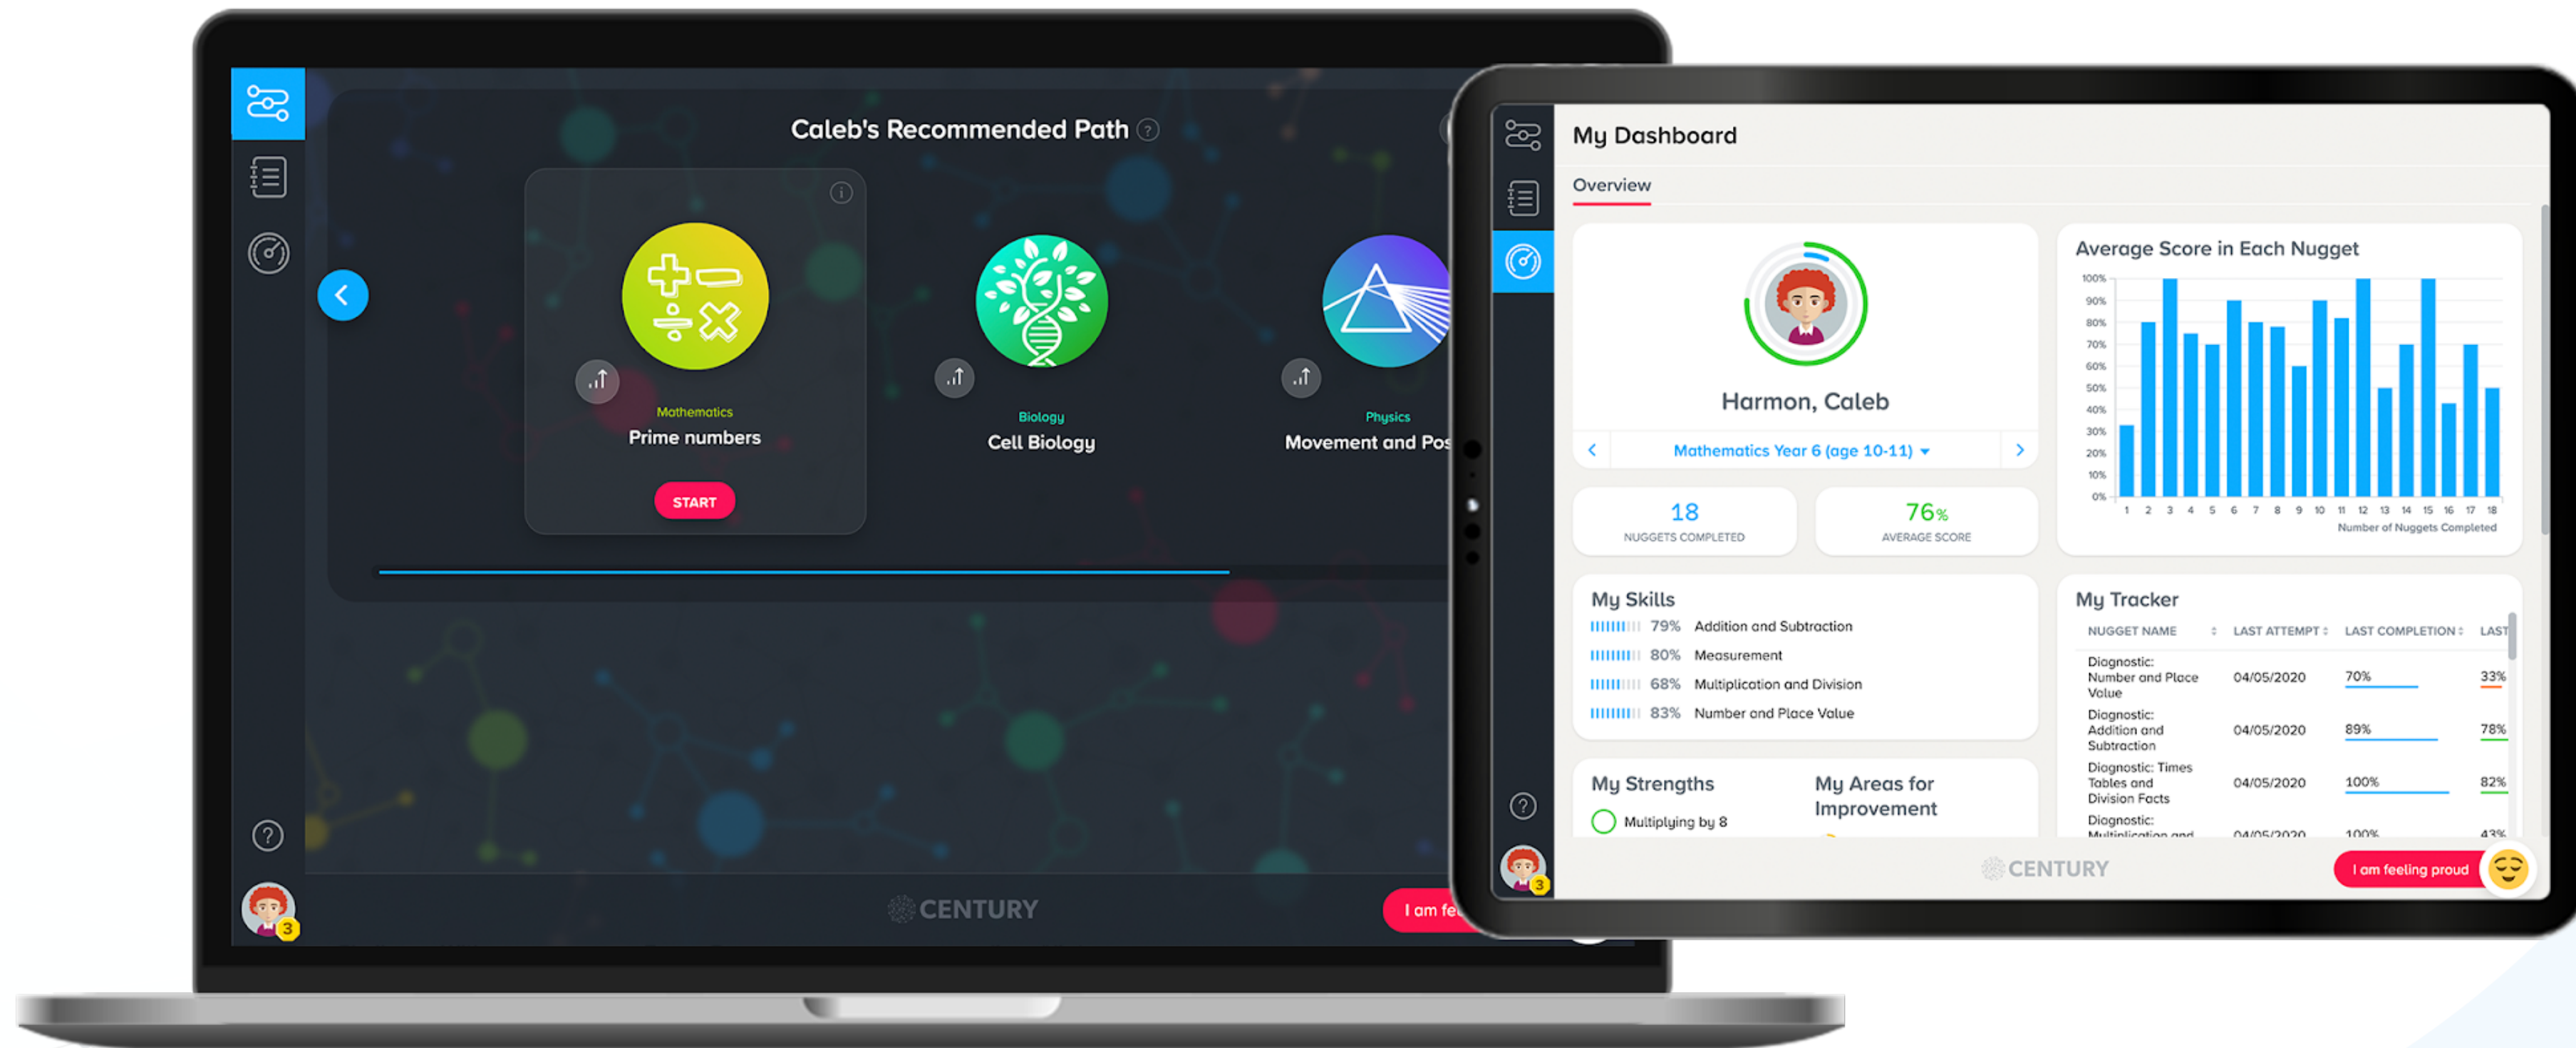 Caleb's Recommended Path ?
i
Mathematics
Prime numbers
START
Biology
Cell Biology
Physics
Movement and Pos
?
3
CENTURY
I am fe
My Dashboard
Overview
Harmon, Caleb
Mathematics Year 6 (age 10-11)
18
NUGGETS COMPLETED
76%
AVERAGE SCORE
My Skills
79% Addition and Subtraction
80% Measurement
68% Multiplication and Division
83% Number and Place Value
My Strengths
Multiplying by 8
My Areas for
Improvement
Average Score in Each Nugget
100%
90%
80%
70%
60%
50%
40%
30%
20%
10%
0%
1 2 3 4 5 6 7 8 9 10 11 12 13 14 15 16 17 18
Number of Nuggets Completed
My Tracker
NUGGET NAME LAST ATTEMPT LAST COMPLETION LAST
Diagnostic:
Number and Place 04/05/2020 70% 33%
Value
Diagnostic:
Addition and 04/05/2020 89% 78%
Subtraction
Diagnostic: Times
Tables and 04/05/2020 100% 82%
Division Facts
Diagnostic:
Multiplication and 04/05/2020 100% 43%
?
3
CENTURY
I am feeling proud